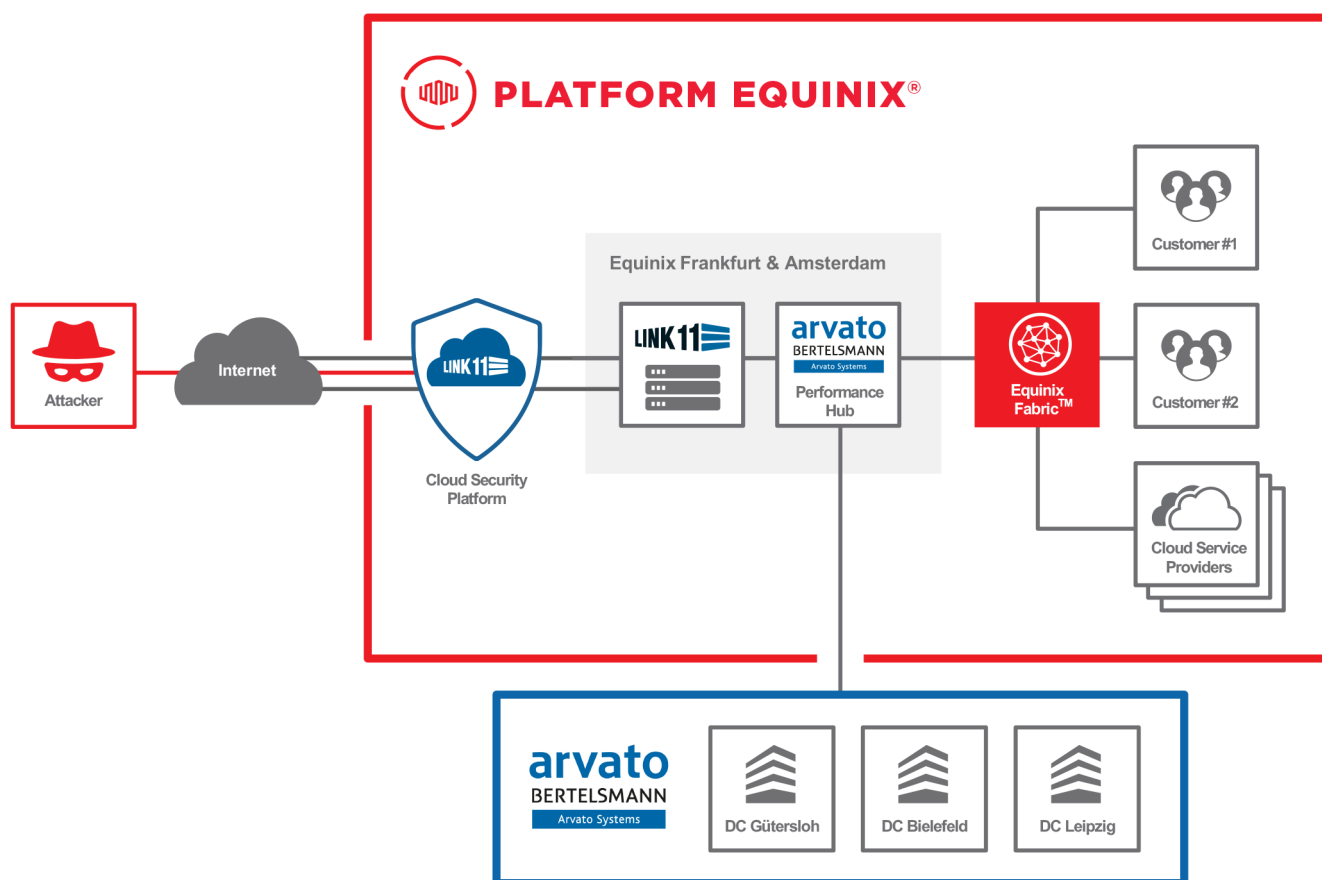 PLATFORM EQUINIX®
Customer #1
Equinix Frankfurt & Amsterdam
Attacker
Internet
LINK11
Cloud Security
Platform
LINK11
arvato
BERTELSMANN
Arvato Systems
Performance
Hub
Equinix
Fabric™
Customer #2
Cloud Service
Providers
arvato
BERTELSMANN
Arvato Systems
DC Gütersloh
DC Bielefeld
DC Leipzig